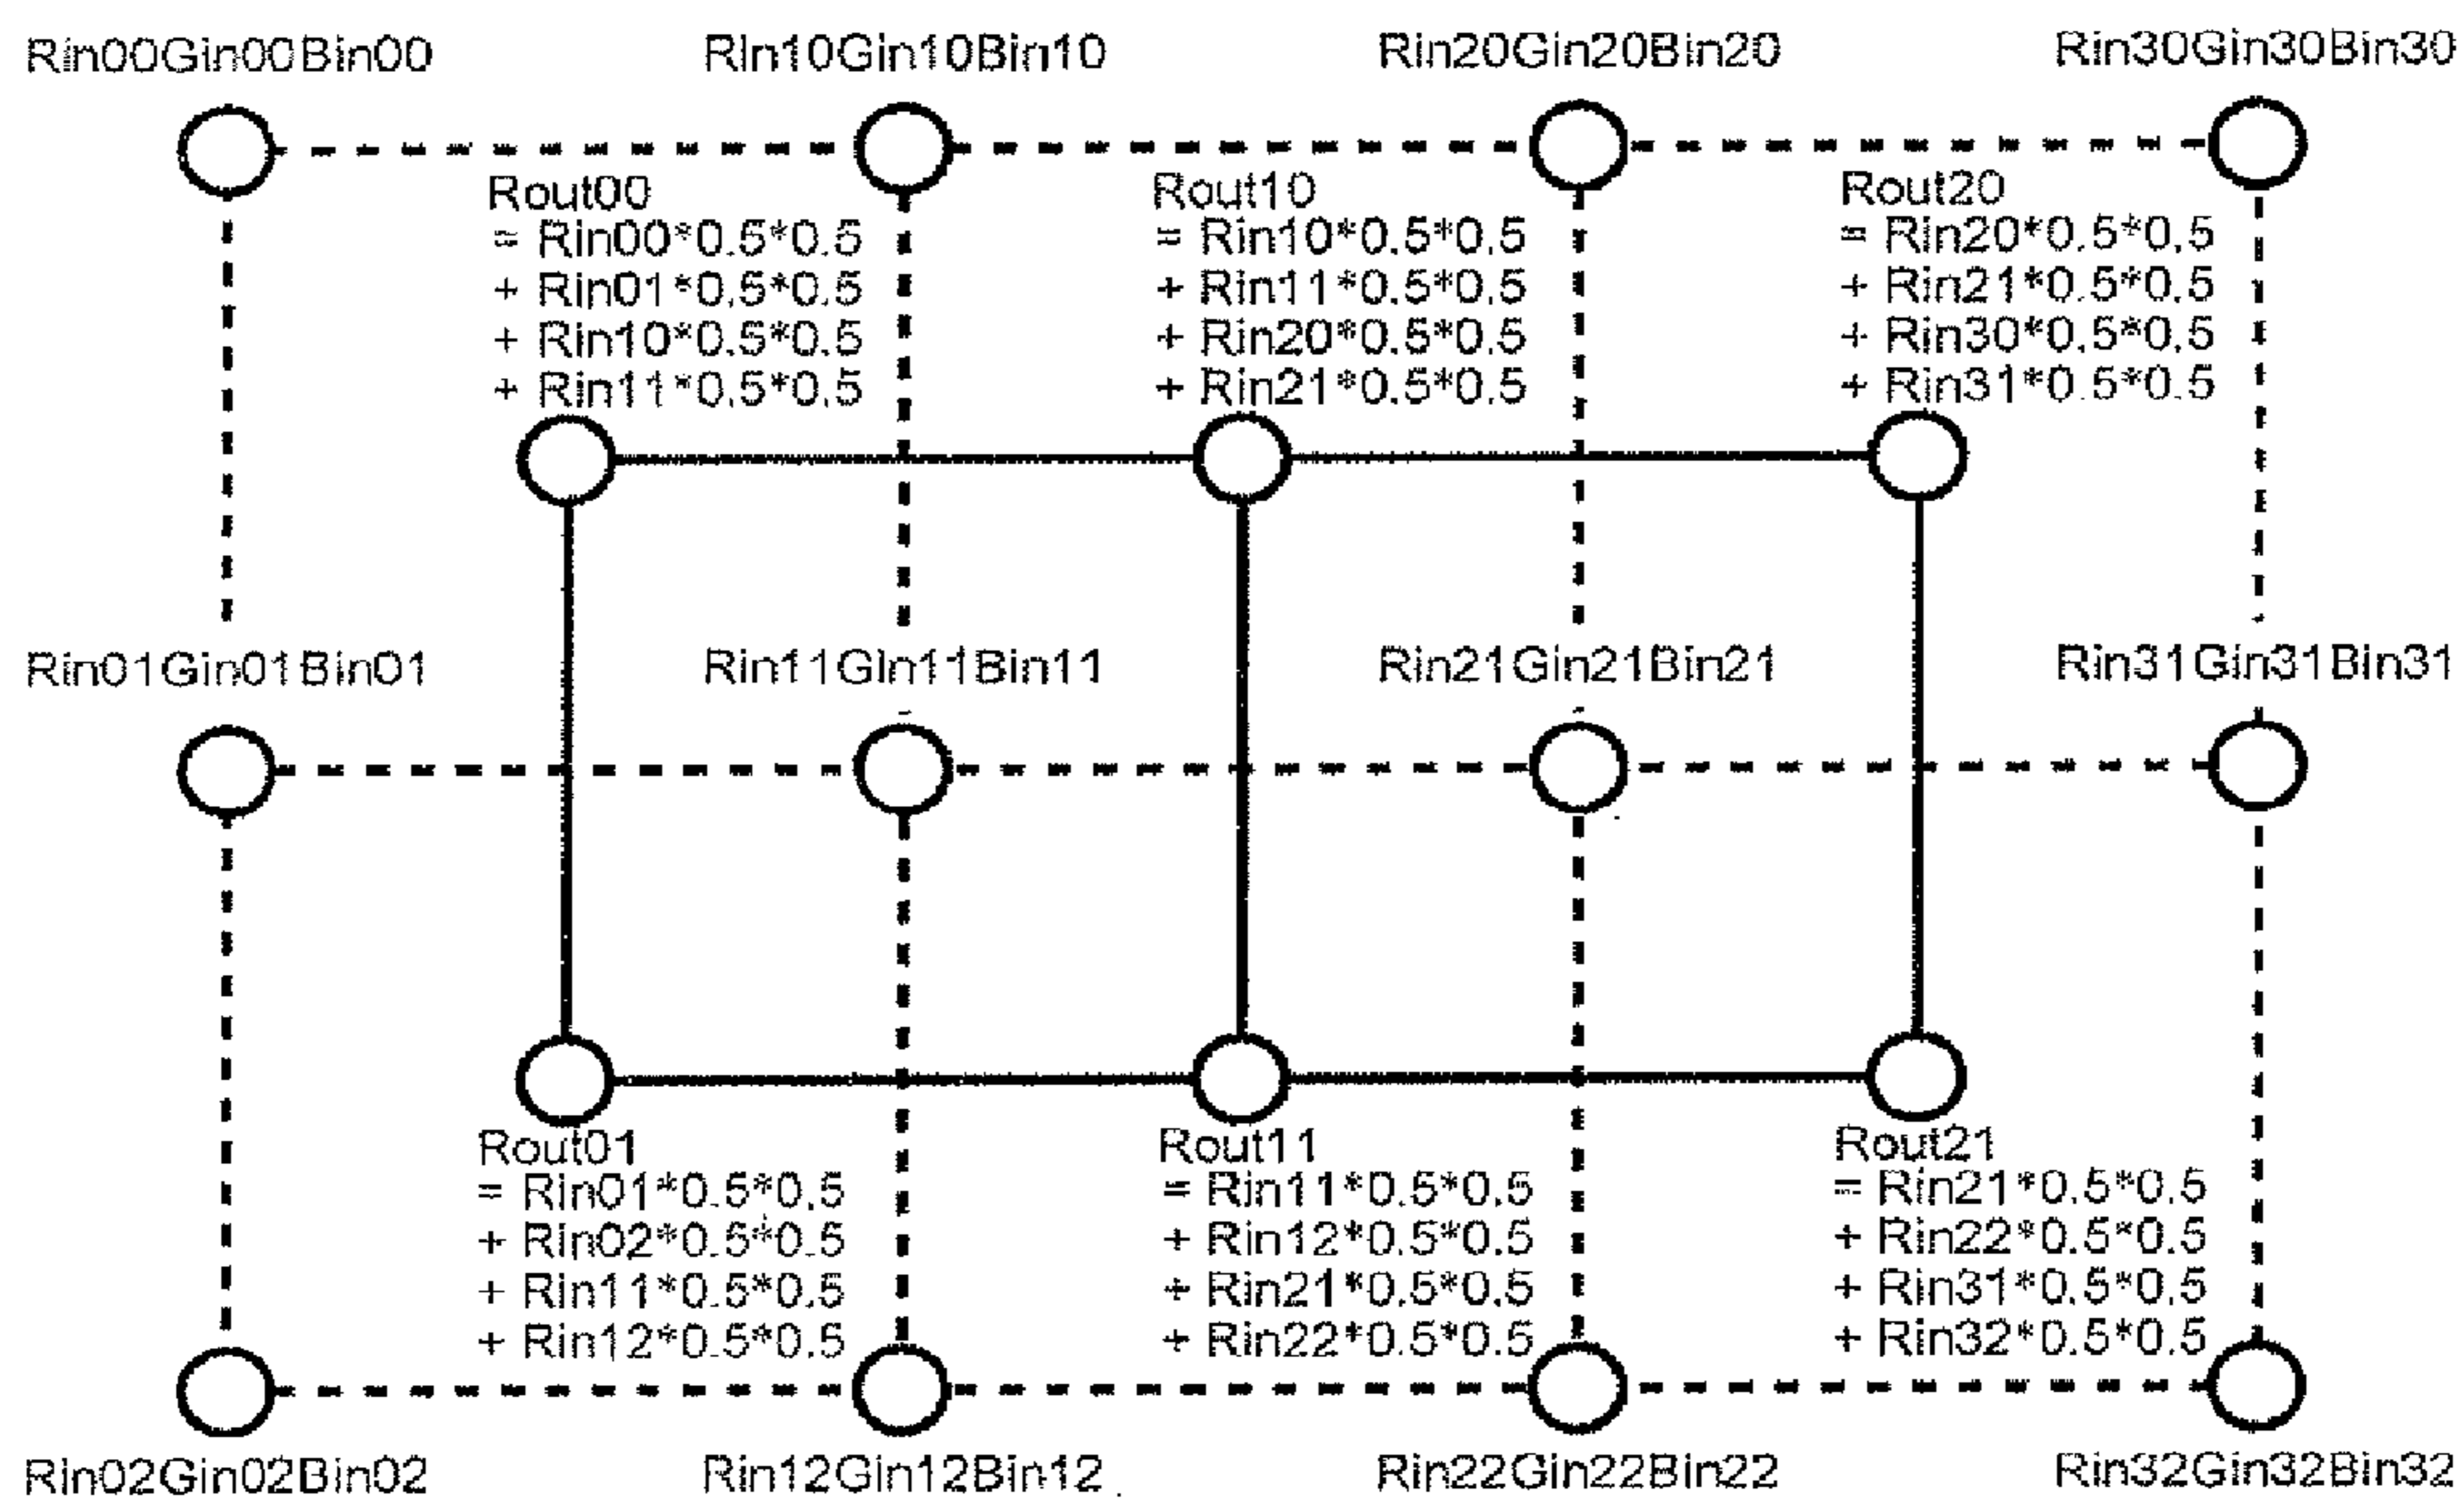 Rin00Gin00Bin00
RIn10Gin10Bin10
Rin20Gin20Bin20
Rin30Gin30Bin30
Rout00
= Rin00*0.5*0.5
+ Rin01*0.5*0.5
+ Rin10*0.5*0.5
+ Rin11*0.5*0.5
Rout10
= Rin10*0.5*0.5
+ Rin11*0.5*0.5
+ Rin20*0.5*0.5
+ Rin21*0.5*0.5
Rout20
= Rin20*0.5*0.5
+ Rin21*0.5*0.5
+ Rin30*0.5*0.5
+ Rin31*0.5*0.5
Rin01Gin01Bin01
Rin11GIn11Bin11
Rin21Gin21Bin21
Rin31Gin31Bin31
Rout01
= RIn01*0.5*0.5
+ Rin02*0.5*0.5
+ Rin11*0.5*0.5
+ Rin12*0.5*0.5
Rout11
= Rin11*0.5*0.5
+ Rin12*0.5*0.5
+ Rin21*0.5*0.5
+ Rin22*0.5*0.5
Rout21
= Rin21*0.5*0.5
+ Rin22*0.5*0.5
+ Rin31*0.5*0.5
+ Rin32*0.5*0.5
RIn02Gin02Bin02
Rin12Gin12Bin12
Rin22Gin22Bin22
Rin32Gin32Bin32